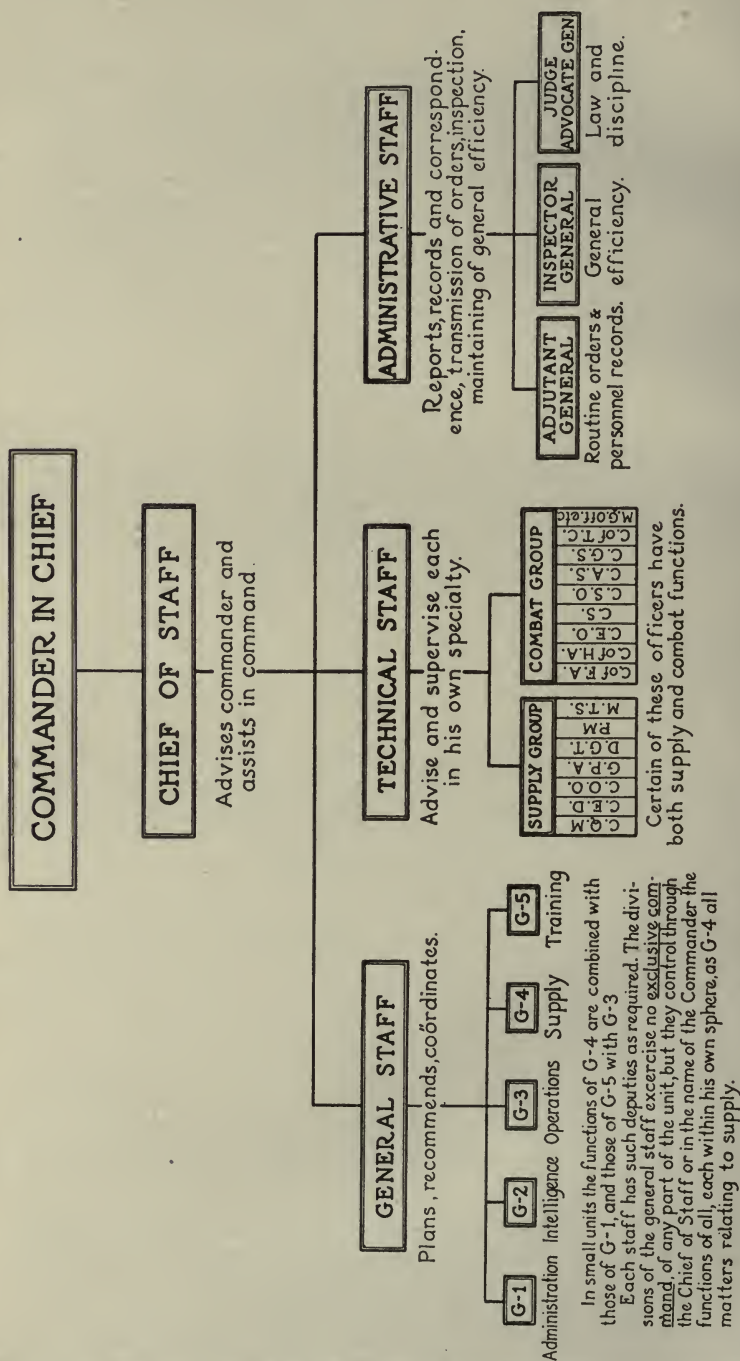 COMMANDER IN CHIEF
CHIEF OF STAFF
Advises commander and
assists in command.
GENERAL STAFF
Plans, recommends, coördinates.
G-1
G-2
G-3
G-4
G-5
Administration Intelligence Operations Supply Training
In small units the functions of G-4 are combined with
those of G-1, and those of G-5 with G-3
Each staff has such deputies as required. The divi-
sions of the general staff excercise no exclusive com-
mand, of any part of the unit, but they control through
the Chief of Staff or in the name of the Commander the
functions of all, each within his own sphere, as G-4 all
matters relating to supply.
TECHNICAL STAFF
Advise and supervise each
in his own specialty.
SUPPLY GROUP
C.Q.M.
C.E.D.
C.O.O.
G.P.A.
D.G.T.
P.M
M.T.S.
COMBAT GROUP
C.of F.A.
C.of H.A.
C.E.O.
C.S.
C.S.O.
C.A.S.
C.G.S.
C.of T.C.
M.G.off.etc
Certain of these officers have
both supply and combat functions.
ADMINISTRATIVE STAFF
Reports, records and correspond-
ence, transmission of orders, inspection,
maintaining of general efficiency.
ADJUTANT
GENERAL
Routine orders &
personnel records.
INSPECTOR
GENERAL
General
efficiency.
JUDGE
ADVOCATE GEN
Law and
discipline.